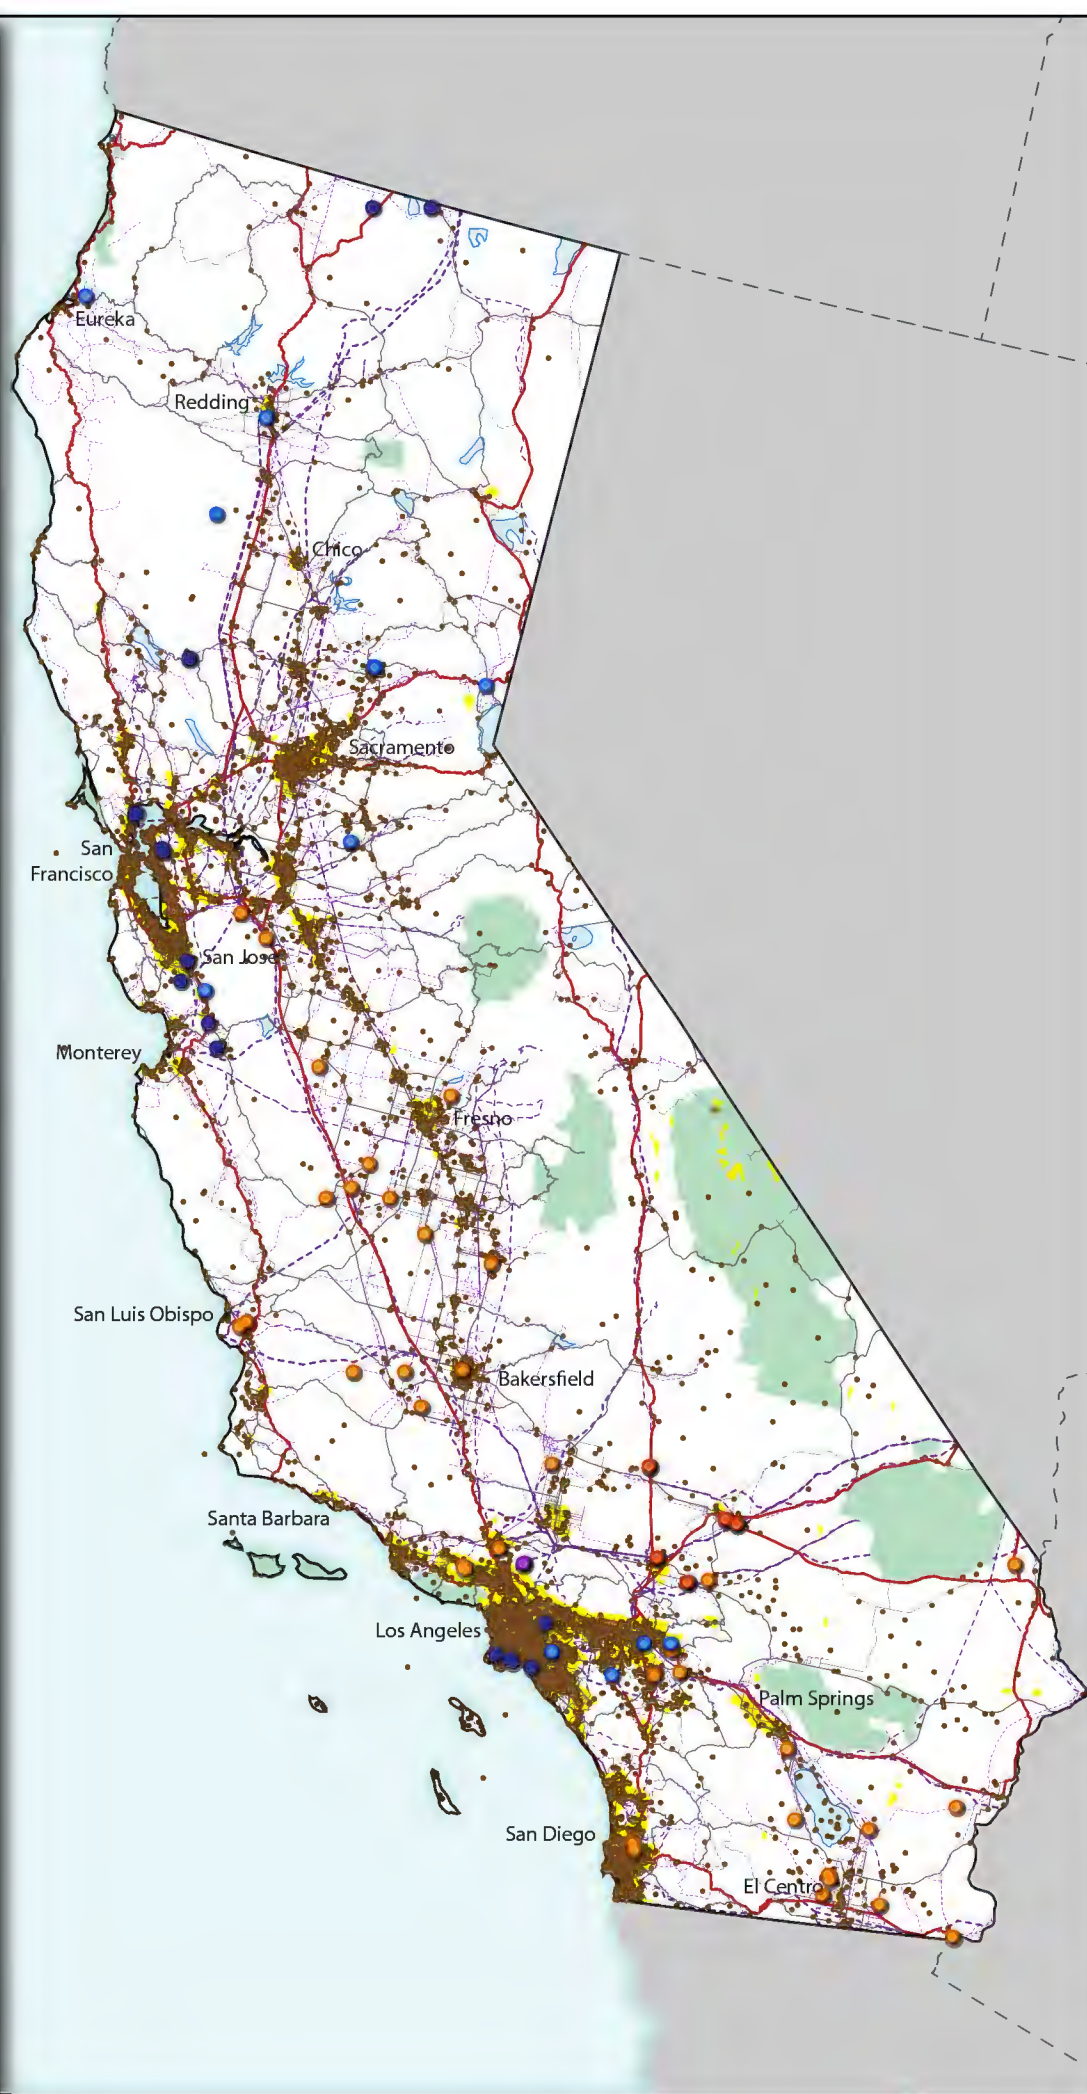 Eureka
Redding
Chico
Sacramento
San
Francisco
San Jose
Monterey
Fresno
San Luis Obispo
Bakersfield
Santa Barbara
Los Angeles
Palm Springs
San Diego
El Centro